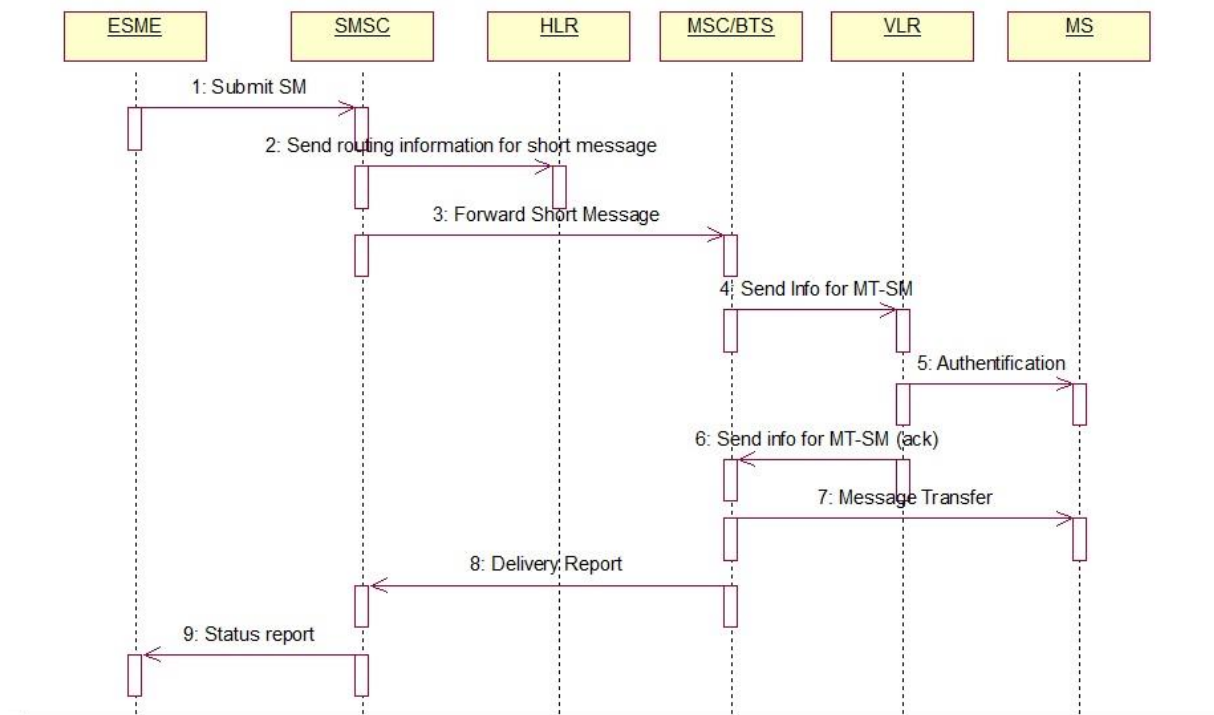 ESME SMSC HLR MSC/BTS VLR MS
1: Submit SM
2: Send routing information for short message
3: Forward Short Message
4: Send Info for MT-SM
5: Authentification
6: Send info for MT-SM (ack)
7: Message Transfer
8: Delivery Report
9: Status report